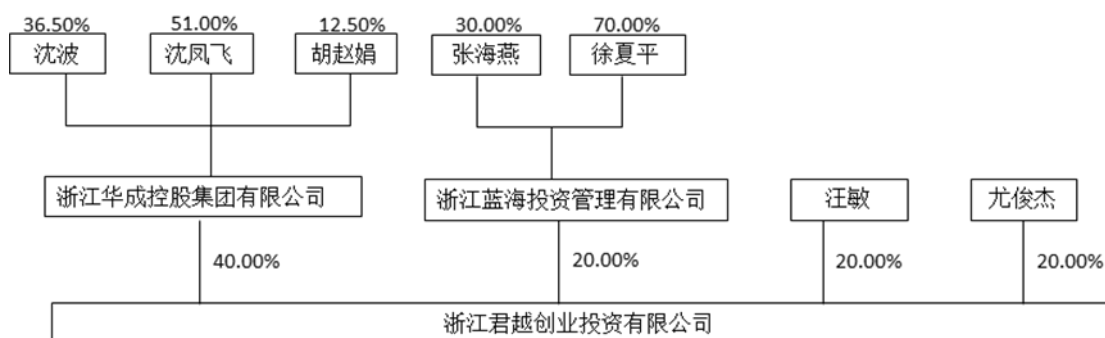 36.50% 51.00% 12.50% 30.00% 70.00%
沈波 沈凤飞 胡赵娟 张海燕 徐夏平
浙江华成控股集团有限公司 浙江蓝海投资管理有限公司 汪敏 尤俊杰
40.00% 20.00% 20.00% 20.00%
浙江君越创业投资有限公司